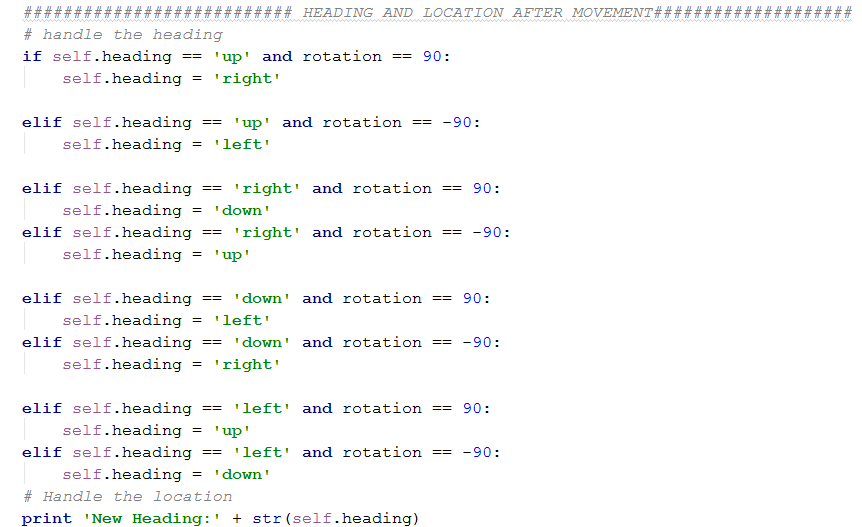 ########################### HEADING AND LOCATION AFTER MOVEMENT####################
# handle the heading
if self.heading == 'up' and rotation == 90:
    self.heading = 'right'
elif self.heading == 'up' and rotation == -90:
    self.heading = 'left'
elif self.heading == 'right' and rotation == 90:
    self.heading = 'down'
elif self.heading == 'right' and rotation == -90:
    self.heading = 'up'
elif self.heading == 'down' and rotation == 90:
    self.heading = 'left'
elif self.heading == 'down' and rotation == -90:
    self.heading = 'right'
elif self.heading == 'left' and rotation == 90:
    self.heading = 'up'
elif self.heading == 'left' and rotation == -90:
    self.heading = 'down'
# Handle the location
print 'New Heading:' + str(self.heading)